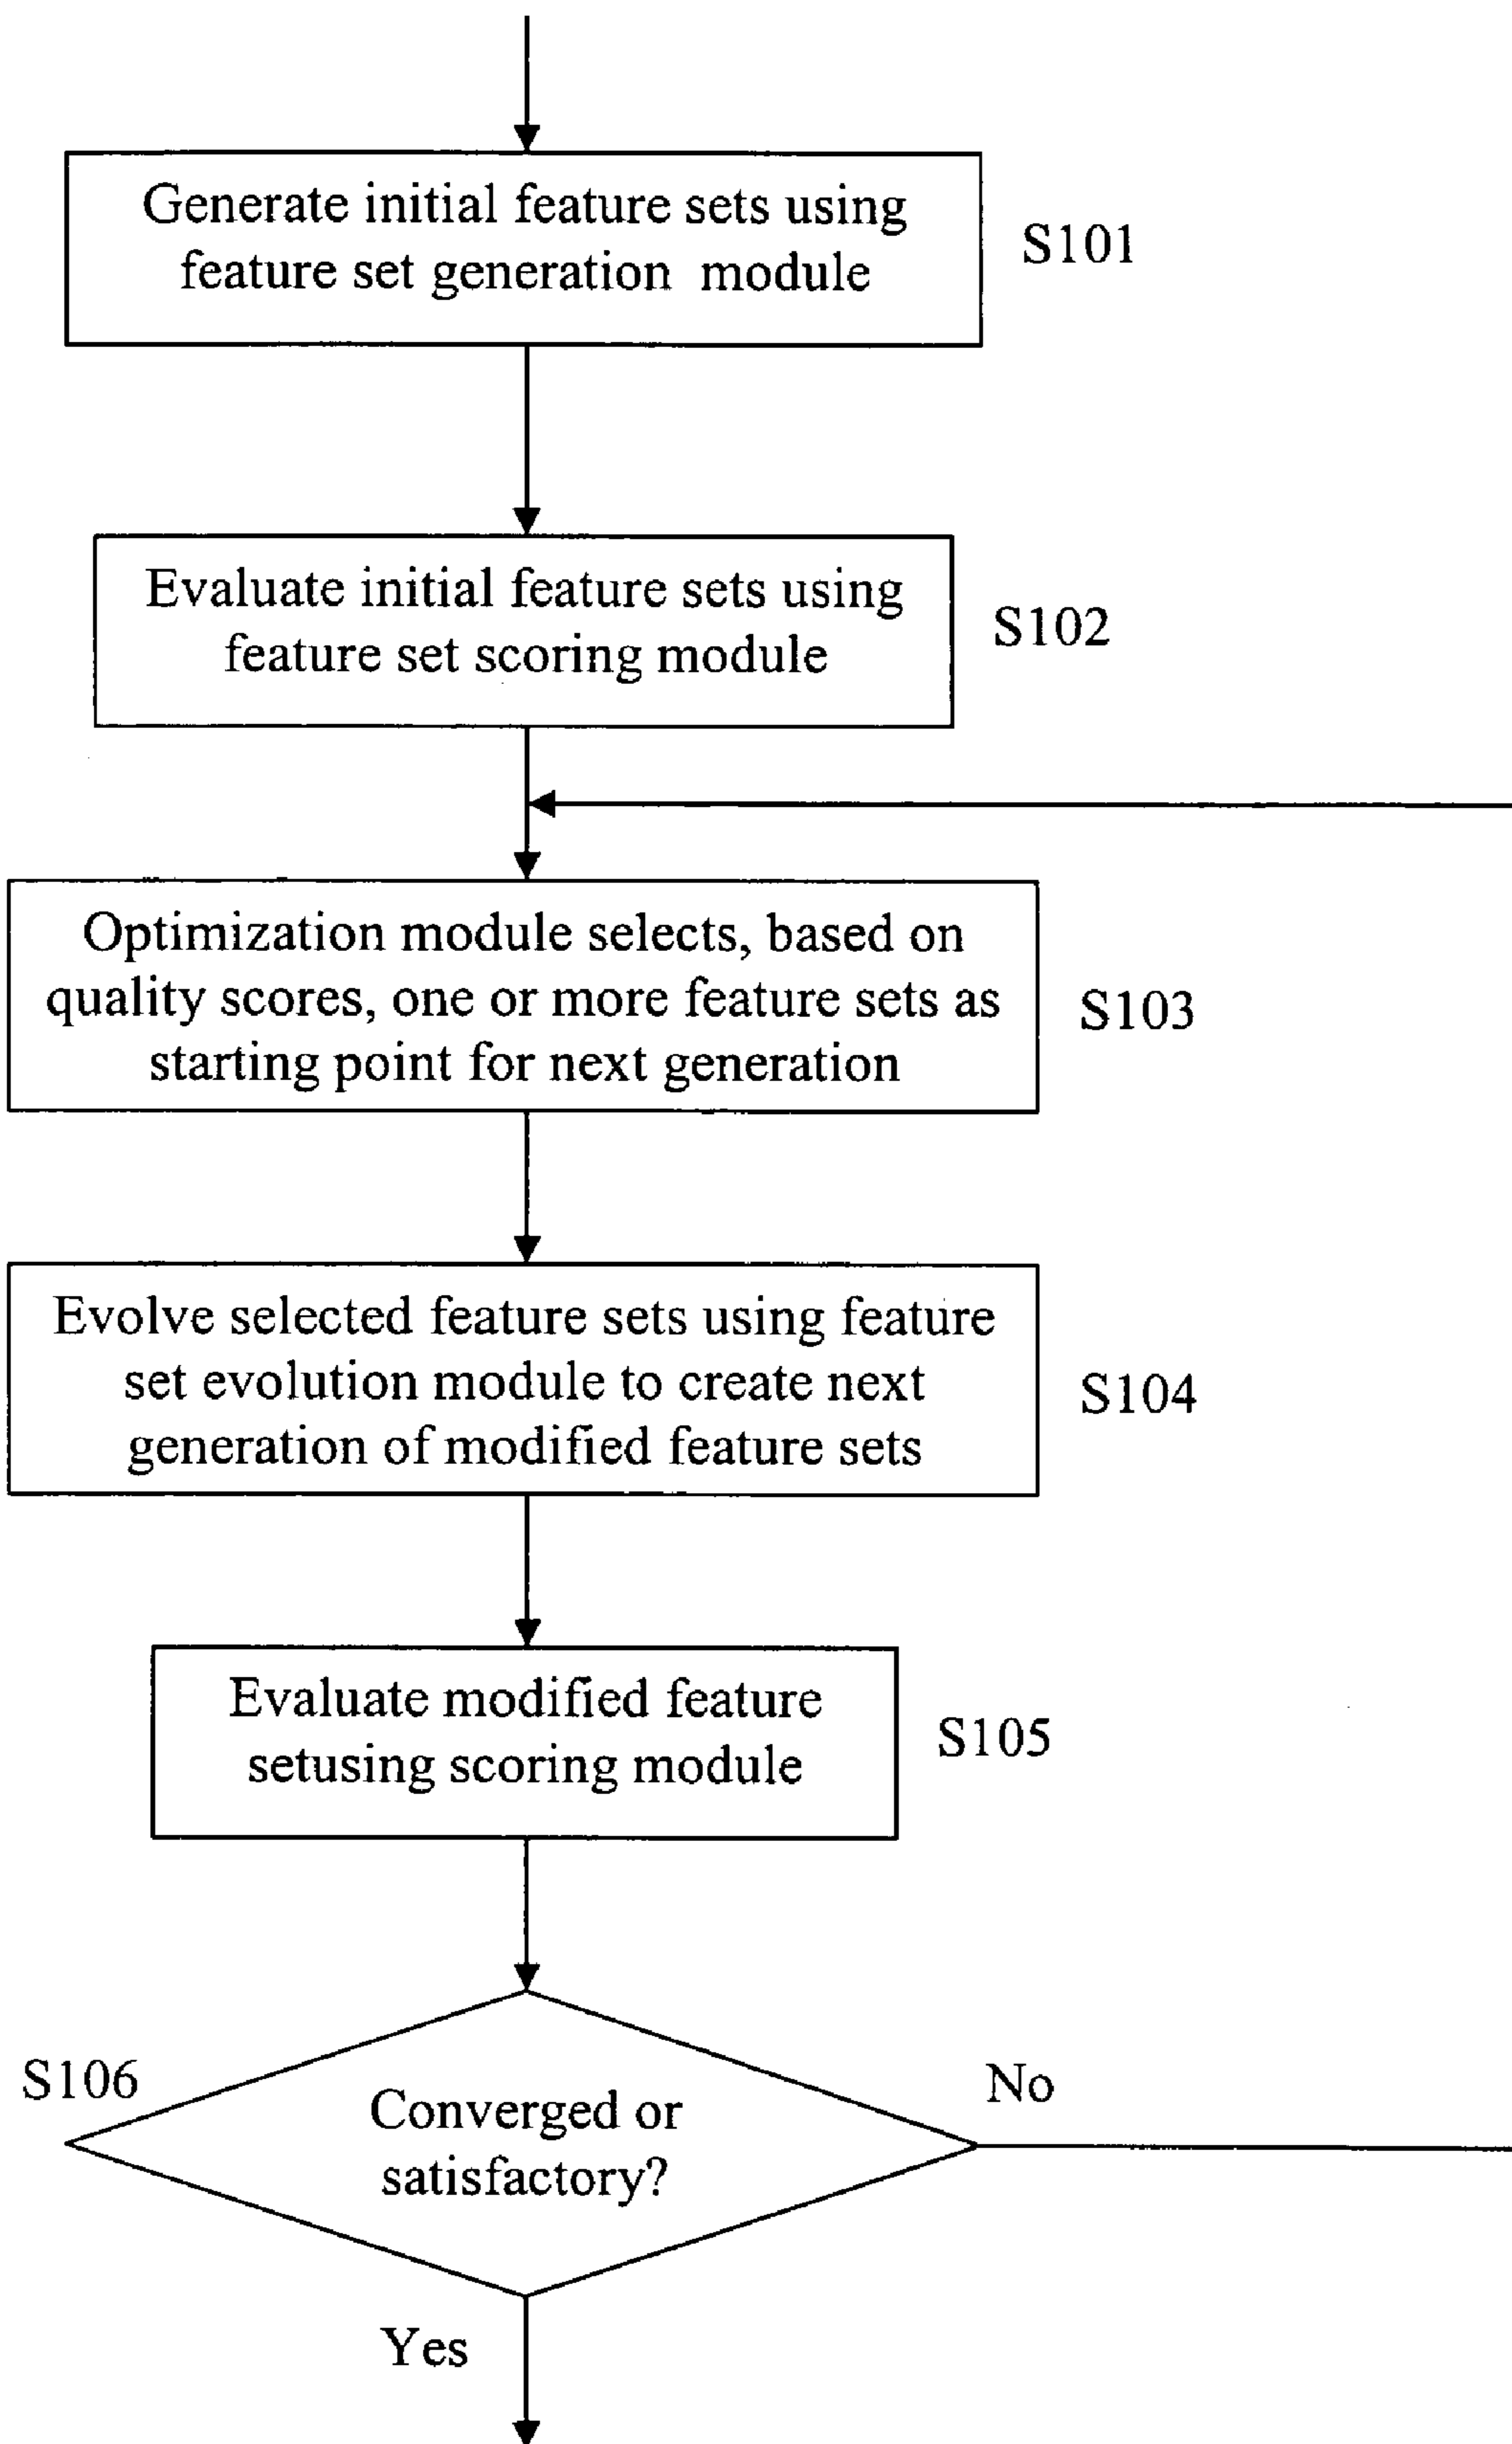 Generate initial feature sets using
feature set generation module
S101
Evaluate initial feature sets using
feature set scoring module
S102
Optimization module selects, based on
quality scores, one or more feature sets as
starting point for next generation
S103
Evolve selected feature sets using feature
set evolution module to create next
generation of modified feature sets
S104
Evaluate modified feature
setusing scoring module
S105
S106
Converged or
satisfactory?
No
Yes